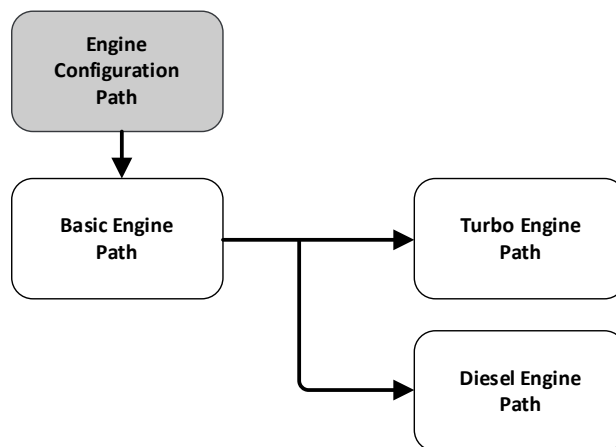 Engine
Configuration
Path
Basic Engine
Path
Turbo Engine
Path
Diesel Engine
Path